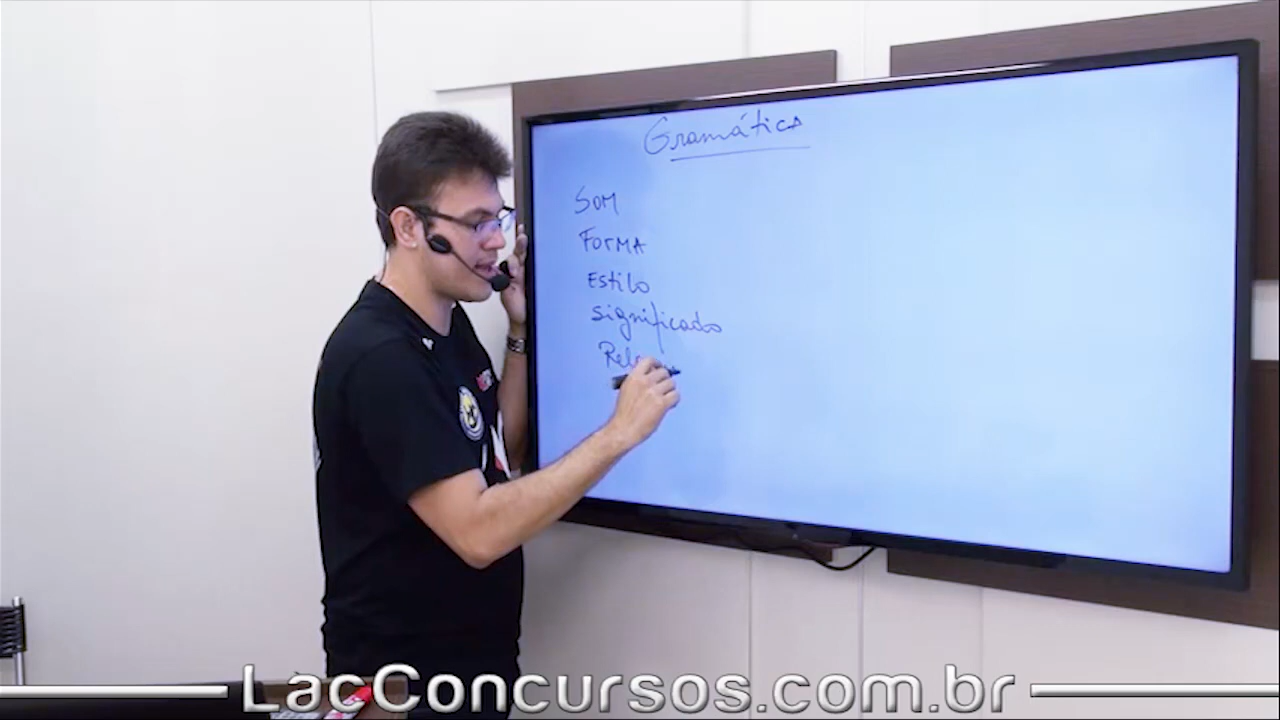 Gramática
Som
Forma
Estilo
significado
LacConcursos.com.br